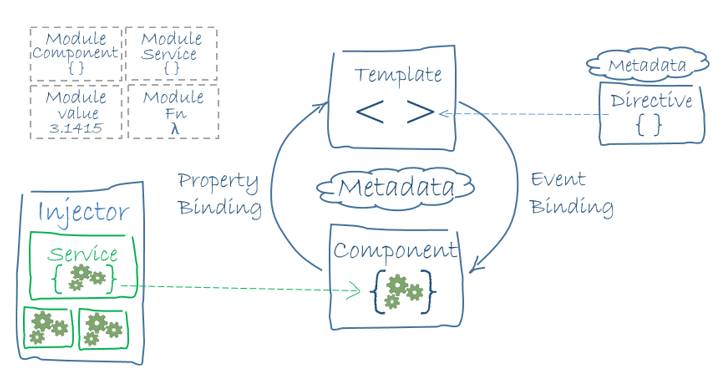 Module
Component
{ }
Module
Service
{ }
Module
value
3.1415
Module
Fn
λ
Template
< >
Metadata
Directive
{ }
Property
Binding
Metadata
Event
Binding
Injector
Service
{ }
Component
{ }